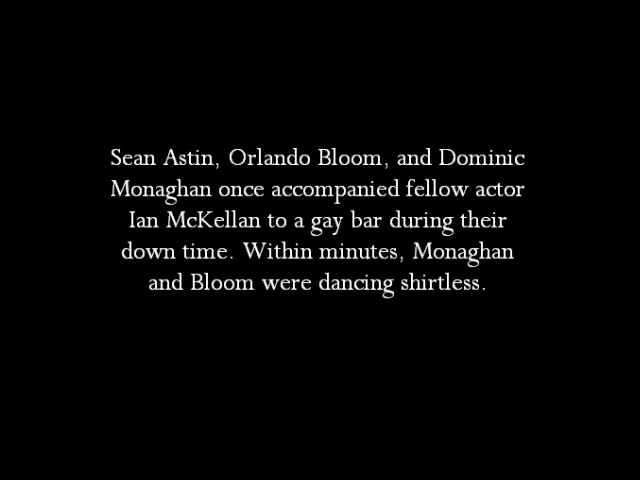 Sean Astin, Orlando Bloom, and Dominic
Monaghan once accompanied fellow actor
Ian McKellan to a gay bar during their
down time. Within minutes, Monaghan
and Bloom were dancing shirtless.